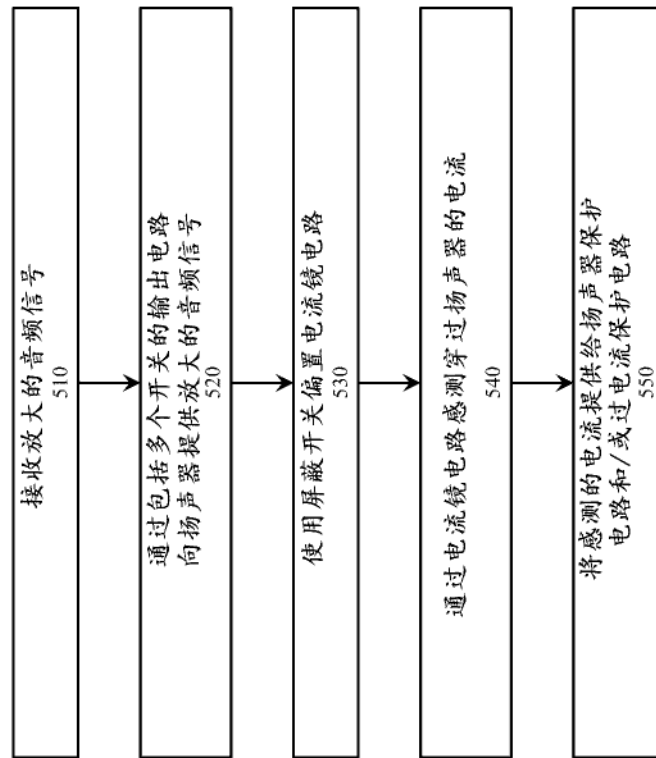 接收放大的音频信号
510
通过包括多个开关的输出电路
向扬声器提供放大的音频信号
520
使用屏蔽开关偏置电流镜电路
530
通过电流镜电路感测穿过扬声器的电流
540
将感测的电流提供给扬声器保护
电路和/或过电流保护电路
550